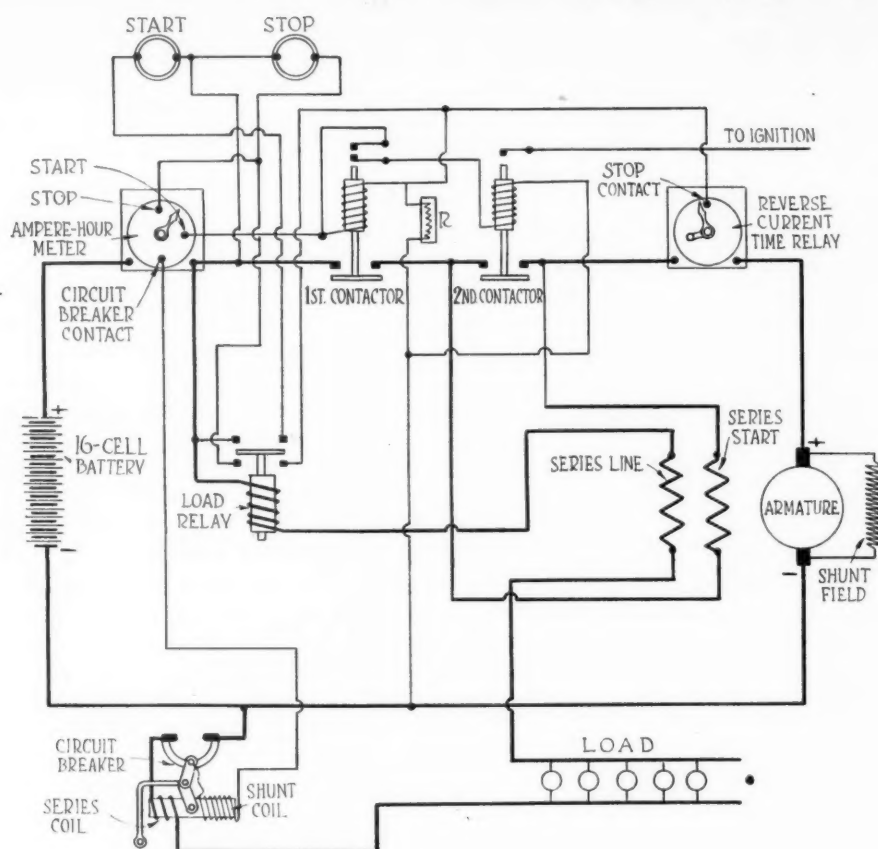 START
STOP
TO IGNITION
START
STOP
STOP
CONTACT
AMPERE-HOUR
METER
R
REVERSE
CURRENT
TIME RELAY
CIRCUIT
BREAKER
CONTACT
1ST. CONTACTOR
2ND CONTACTOR
+
16-CELL
BATTERY
-
LOAD
RELAY
SERIES LINE
SERIES
START
+
ARMATURE
-
SHUNT
FIELD
CIRCUIT
BREAKER
SERIES
COIL
SHUNT
COIL
LOAD